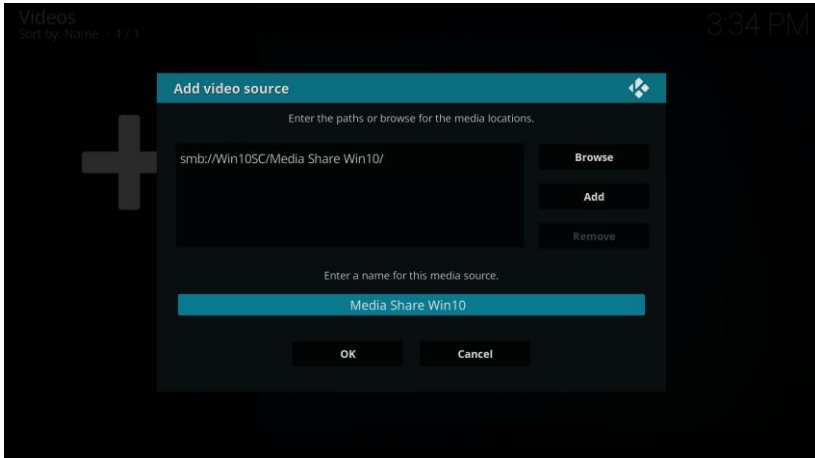 Videos
Sort by: Name · 1 / 1
3:34 PM
Add video source
Enter the paths or browse for the media locations.
smb://Win10SC/Media Share Win10/
Browse
Add
Remove
Enter a name for this media source.
Media Share Win10
OK
Cancel